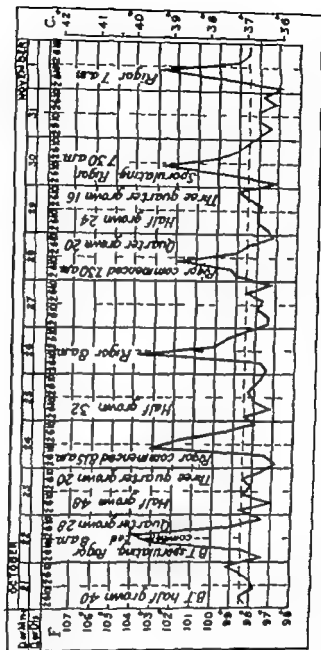 OCTOBER
NOVEMBER
21 22 23 24 25 26 27 28 29 30 31
F
C
107
106
105
104
103
102
101
100
99
98
97
96
42
41
40
39
38
37
36
B.T. half grown 40
B.T. sporulating Rigor
8 a.m.
Quarter grown 28
Half grown 48
Three quarter grown 20
Rigor commenced 8.15 a.m.
Half grown 32
Rigor 8 a.m.
Rigor commenced 7.30 a.m.
Quarter grown 20
Half grown 24
Three quarter grown 16
Sporulating Rigor
7.30 a.m.
Rigor 7 a.m.